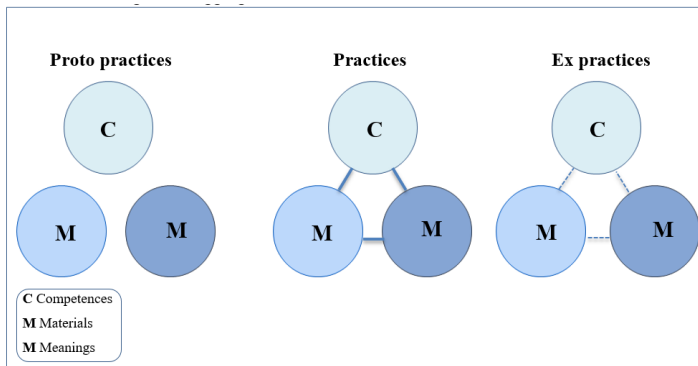 Proto practices
Practices
Ex practices
C
C
C
M
M
M
M
M
M
C Competences
M Materials
M Meanings